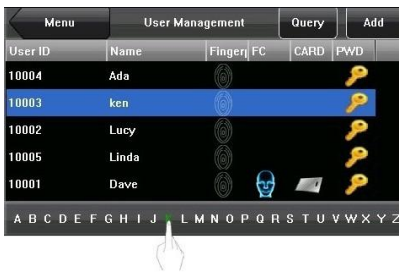 Menu User Management Query Add
User ID Name Finger FC CARD PWD
10004 Ada
10003 ken
10002 Lucy
10005 Linda
10001 Dave
A B C D E F G H I J K L M N O P Q R S T U V W X Y Z